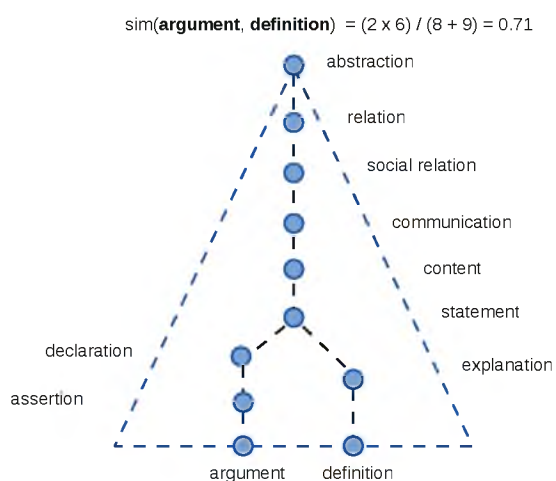 sim(argument, definition) = (2 x 6) / (8 + 9) = 0.71
abstraction
relation
social relation
communication
content
statement
declaration
explanation
assertion
argument definition